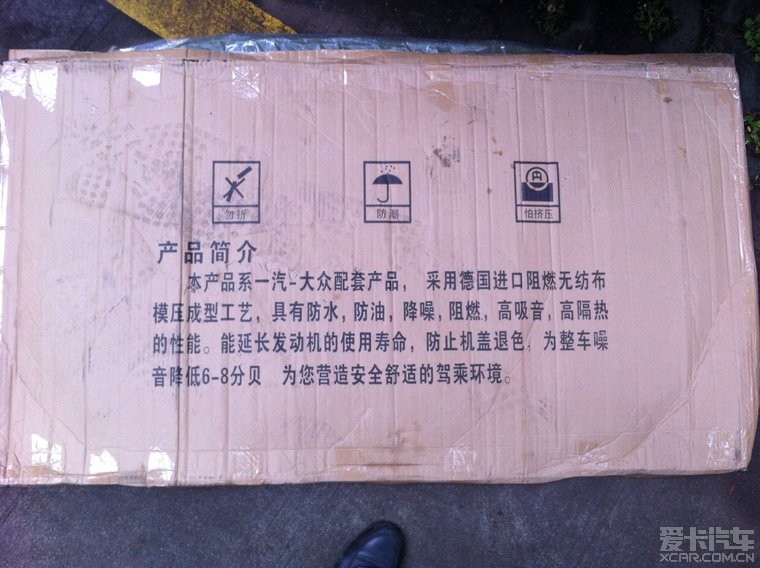 勿折 防潮 怕挤压
产品简介
本产品系一汽-大众配套产品， 采用德国进口阻燃无纺布
模压成型工艺，具有防水，防油，降噪，阻燃，高吸音，高隔热
的性能。能延长发动机的使用寿命，防止机盖退色，为整车噪
音降低6-8分贝 为您营造安全舒适的驾乘环境。
爱卡汽车
XCAR.COM.CN